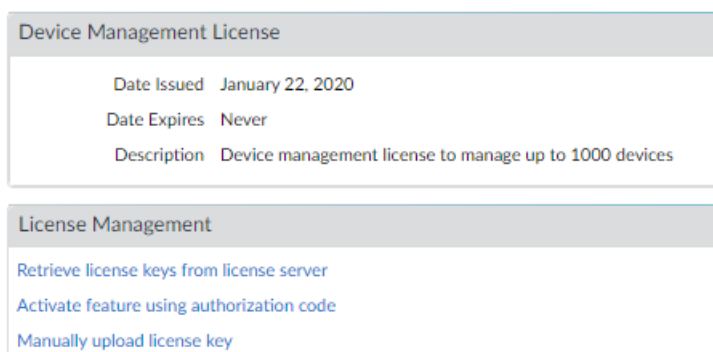 Device Management License
Date Issued January 22, 2020
Date Expires Never
Description Device management license to manage up to 1000 devices
License Management
Retrieve license keys from license server
Activate feature using authorization code
Manually upload license key